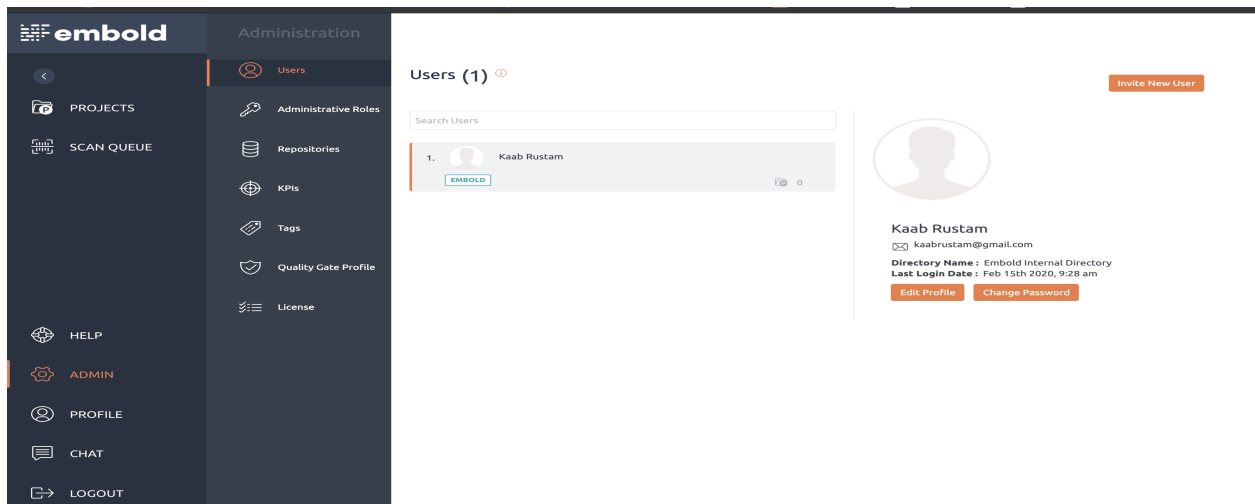 embold
PROJECTS
SCAN QUEUE
HELP
ADMIN
PROFILE
CHAT
LOGOUT
Administration
Users
Administrative Roles
Repositories
KPIs
Tags
Quality Gate Profile
License
Users (1)
Invite New User
Search Users
1. Kaab Rustam
EMBOLD 0
Kaab Rustam
kaabrustam@gmail.com
Directory Name : Embold Internal Directory
Last Login Date : Feb 15th 2020, 9:28 am
Edit Profile Change Password